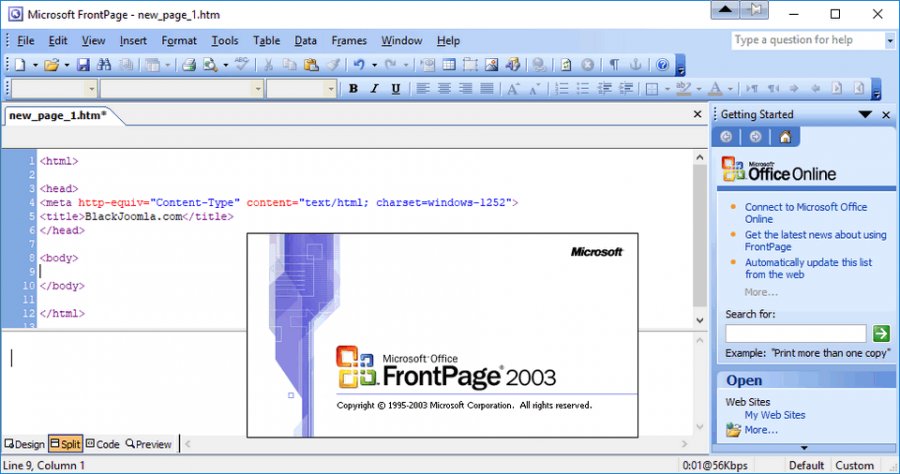 Microsoft FrontPage - new_page_1.htm
File Edit View Insert Format Tools Table Data Frames Window Help
Type a question for help
B I U
new_page_1.htm*
1 <html>
2
3 <head>
4 <meta http-equiv="Content-Type" content="text/html; charset=windows-1252">
5 <title>BlackJoomla.com</title>
6 </head>
7
8 <body>
9
10 </body>
11
12 </html>
13
Microsoft
Microsoft Office
FrontPage 2003
Copyright © 1995-2003 Microsoft Corporation. All rights reserved.
Getting Started
Microsoft
Office Online
Connect to Microsoft Office
Online
Get the latest news about using
FrontPage
Automatically update this list
from the web
More...
Search for:
Example: "Print more than one copy"
Open
Web Sites
My Web Sites
More...
Design Split Code Preview
Line 9, Column 1
0:01@56Kbps Default Custom